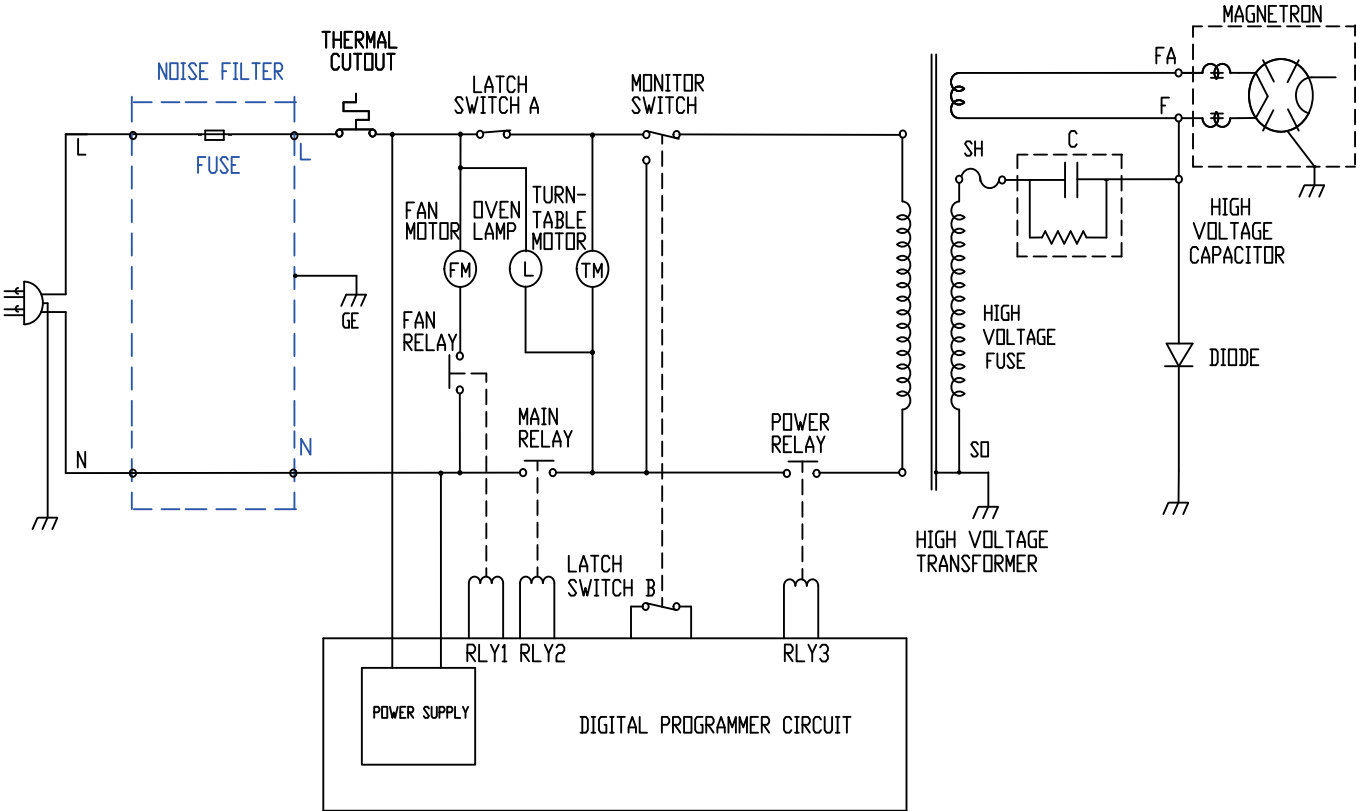 MAGNETRON
THERMAL
CUTOUT
NOISE FILTER
LATCH
SWITCH A
MONITOR
SWITCH
FA
F
L
FUSE
L
SH
C
FAN
MOTOR
OVEN
LAMP
TURN-
TABLE
MOTOR
HIGH
VOLTAGE
CAPACITOR
FM
L
TM
GE
FAN
RELAY
HIGH
VOLTAGE
FUSE
DIODE
MAIN
RELAY
POWER
RELAY
N
N
SO
HIGH VOLTAGE
TRANSFORMER
LATCH
SWITCH B
RLY1
RLY2
RLY3
POWER SUPPLY
DIGITAL PROGRAMMER CIRCUIT